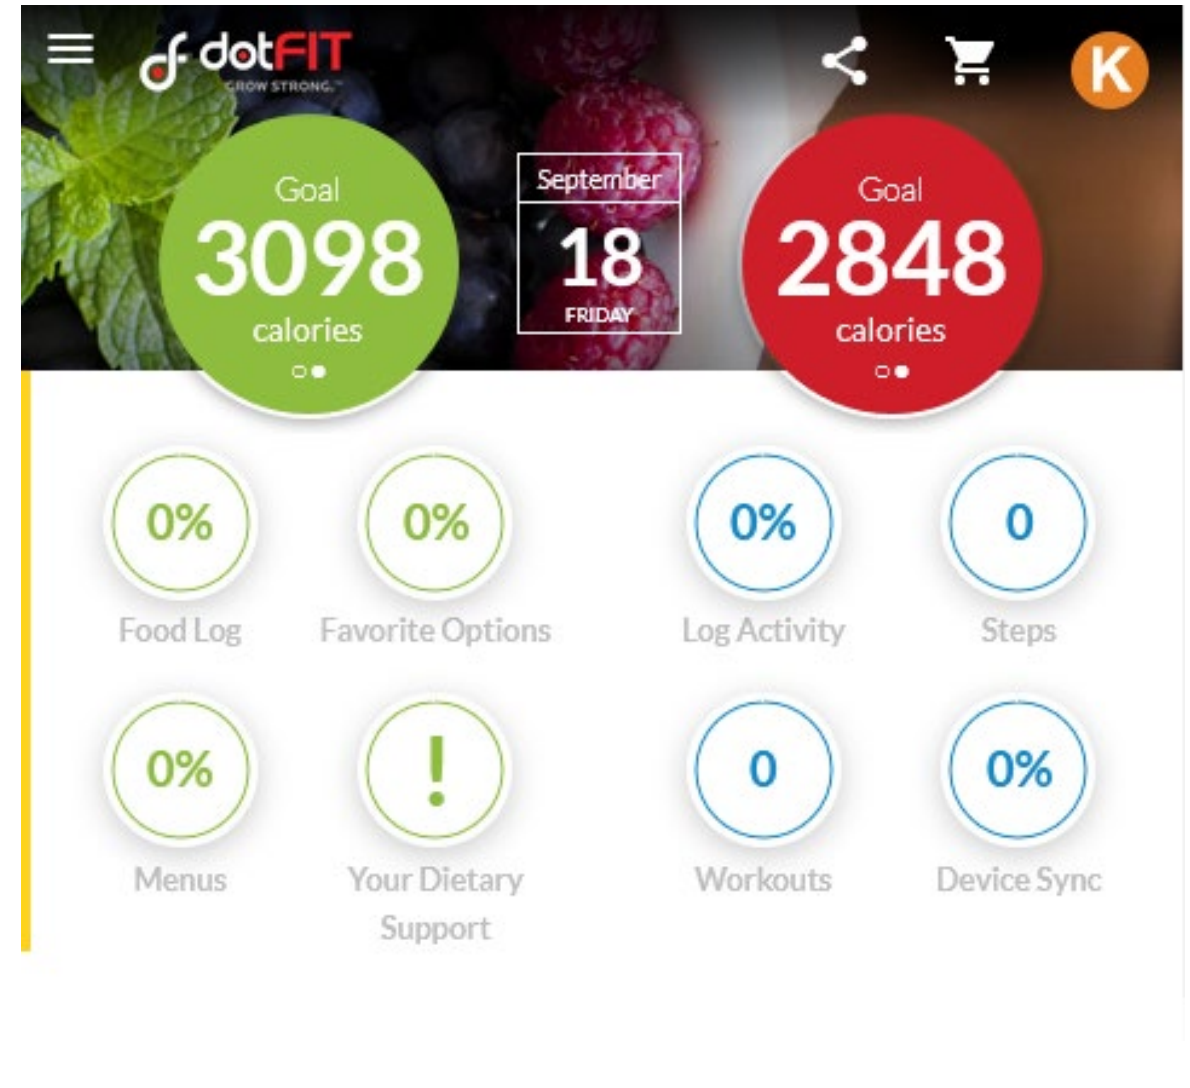 dotFIT
GROW STRONG.™
K
Goal
3098
calories
September
18
FRIDAY
Goal
2848
calories
0%
Food Log
0%
Favorite Options
0%
Log Activity
0
Steps
0%
Menus
!
Your Dietary
Support
0
Workouts
0%
Device Sync